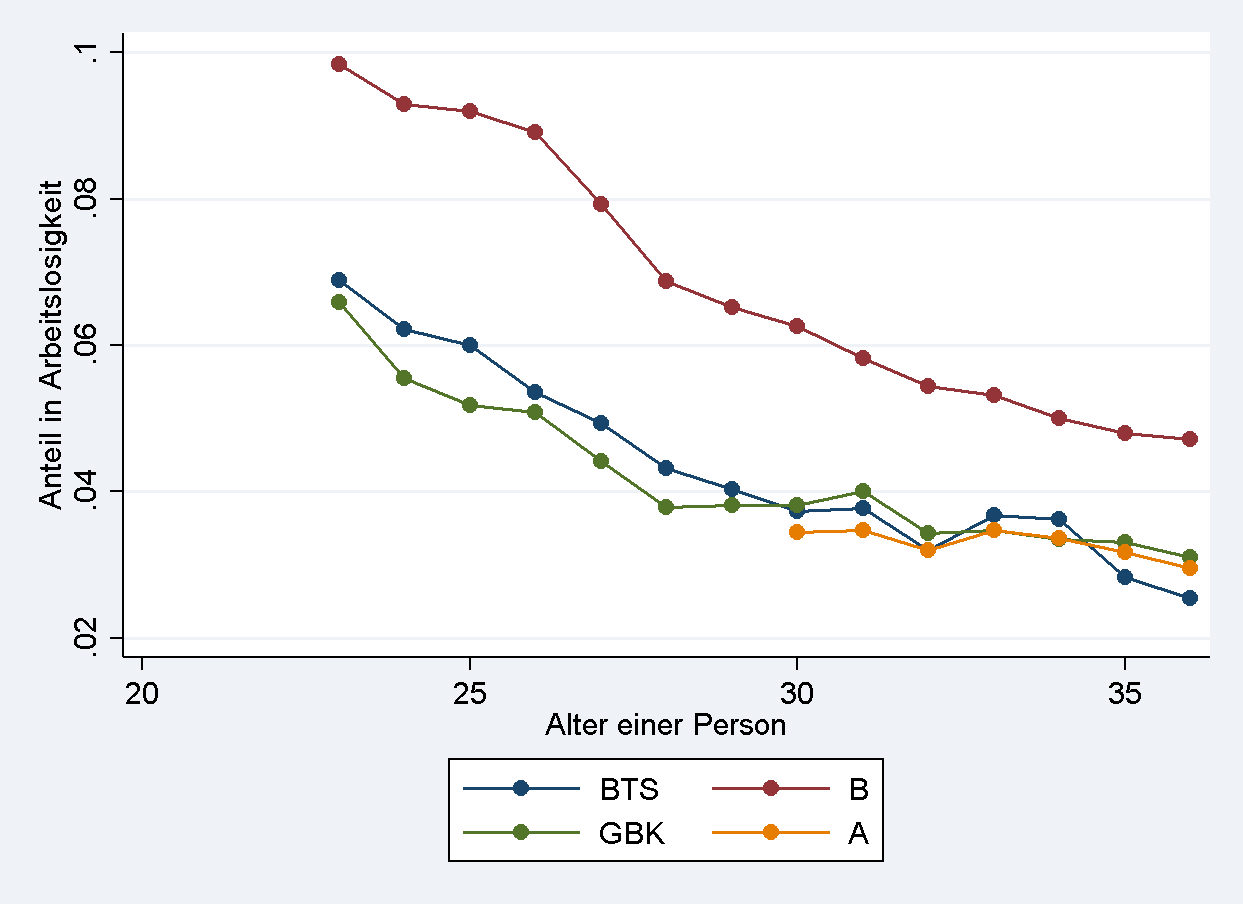 .1
.08
.06
.04
.02
Anteil in Arbeitslosigkeit
20 25 30 35
Alter einer Person
BTS B
GBK A